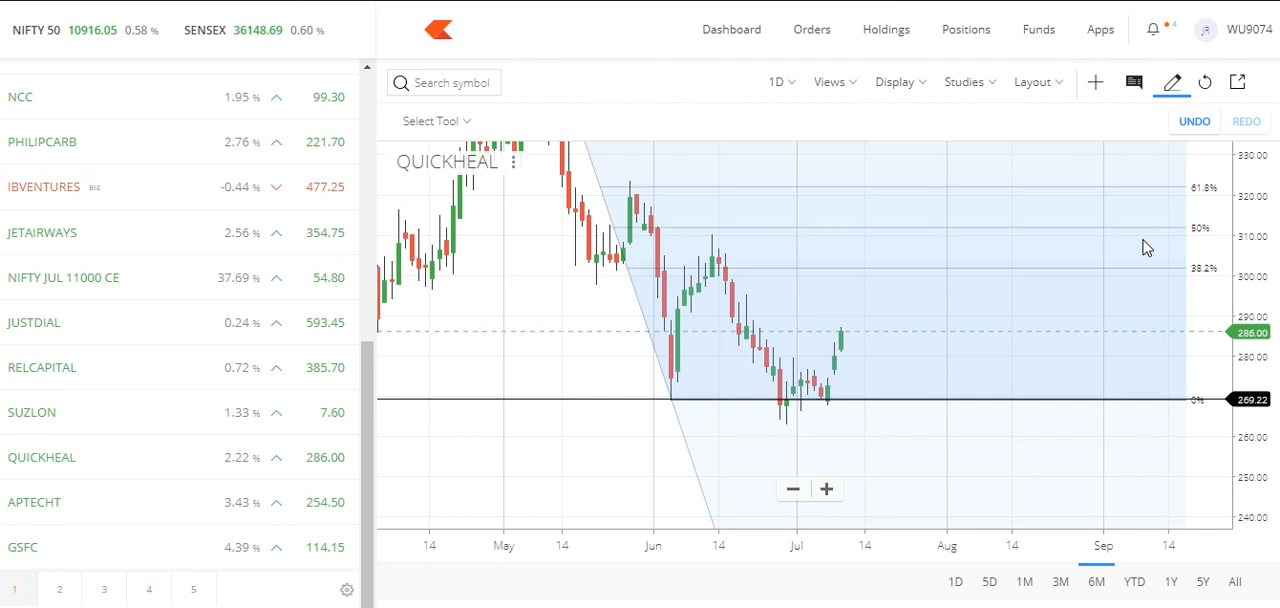 NIFTY 50 10916.05 0.58 % SENSEX 36148.69 0.60 %
Dashboard Orders Holdings Positions Funds Apps 4 JR WU9074
Search symbol 1D Views Display Studies Layout
Select Tool UNDO REDO
NCC 1.95 % 99.30
PHILIPCARB 2.76 % 221.70
IBVENTURES BSE -0.44 % 477.25
JETAIRWAYS 2.56 % 354.75
NIFTY JUL 11000 CE 37.69 % 54.80
JUSTDIAL 0.24 % 593.45
RELCAPITAL 0.72 % 385.70
SUZLON 1.33 % 7.60
QUICKHEAL 2.22 % 286.00
APTECHT 3.43 % 254.50
GSFC 4.39 % 114.15
1 2 3 4 5
QUICKHEAL
61.8%
50%
38.2%
0%
330.00
320.00
310.00
300.00
290.00
286.00
280.00
269.22
260.00
250.00
240.00
14 May 14 Jun 14 Jul 14 Aug 14 Sep 14
1D 5D 1M 3M 6M YTD 1Y 5Y All